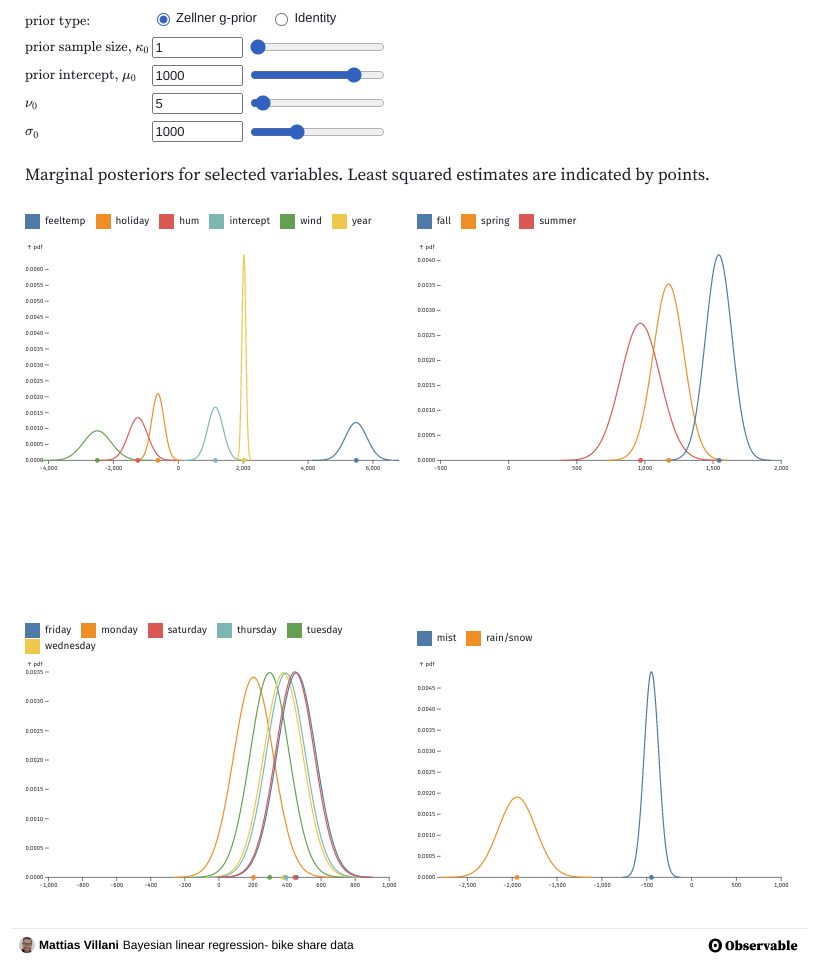 prior type: Zellner g-prior Identity
prior sample size, κ₀ 1
prior intercept, μ₀ 1000
ν₀ 5
σ₀ 1000
Marginal posteriors for selected variables. Least squared estimates are indicated by points.
feeltemp holiday hum intercept wind year
↑ pdf
0.0060
0.0055
0.0050
0.0045
0.0040
0.0035
0.0030
0.0025
0.0020
0.0015
0.0010
0.0005
0.0000
−4,000 −2,000 0 2,000 4,000 6,000
fall spring summer
↑ pdf
0.0040
0.0035
0.0030
0.0025
0.0020
0.0015
0.0010
0.0005
0.0000
−500 0 500 1,000 1,500 2,000
friday monday saturday thursday tuesday
wednesday
↑ pdf
0.0035
0.0030
0.0025
0.0020
0.0015
0.0010
0.0005
0.0000
−1,000 −800 −600 −400 −200 0 200 400 600 800 1,000
mist rain/snow
↑ pdf
0.0045
0.0040
0.0035
0.0030
0.0025
0.0020
0.0015
0.0010
0.0005
0.0000
−2,500 −2,000 −1,500 −1,000 −500 0 500 1,000
Mattias Villani Bayesian linear regression- bike share data Observable